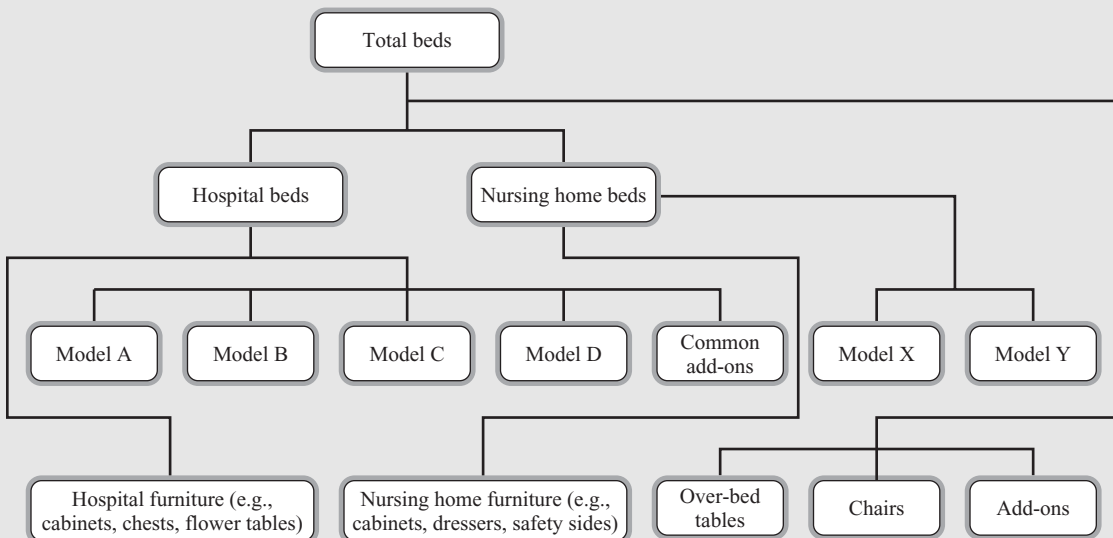 Total beds
Hospital beds
Nursing home beds
Model A
Model B
Model C
Model D
Common
add-ons
Model X
Model Y
Hospital furniture (e.g.,
cabinets, chests, flower tables)
Nursing home furniture (e.g.,
cabinets, dressers, safety sides)
Over-bed
tables
Chairs
Add-ons